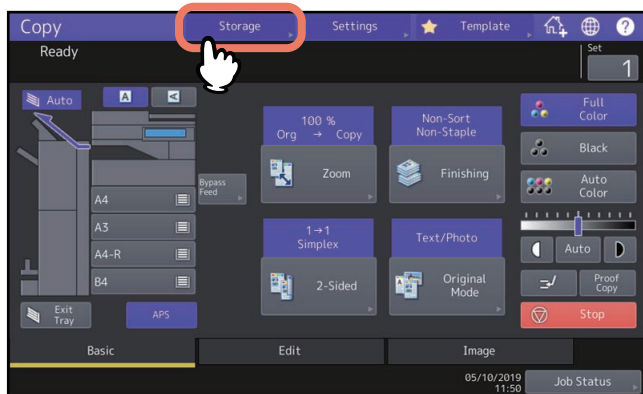 Copy
Storage
Settings
Template
?
Ready
Set
1
Auto
A
A
100 %
Org → Copy
Zoom
Non-Sort
Non-Staple
Finishing
Full
Color
Black
Auto
Color
Bypass
Feed
A4
A3
A4-R
B4
1→1
Simplex
2-Sided
Text/Photo
Original
Mode
Auto
Proof
Copy
Exit
Tray
APS
Stop
Basic
Edit
Image
05/10/2019
11:50
Job Status